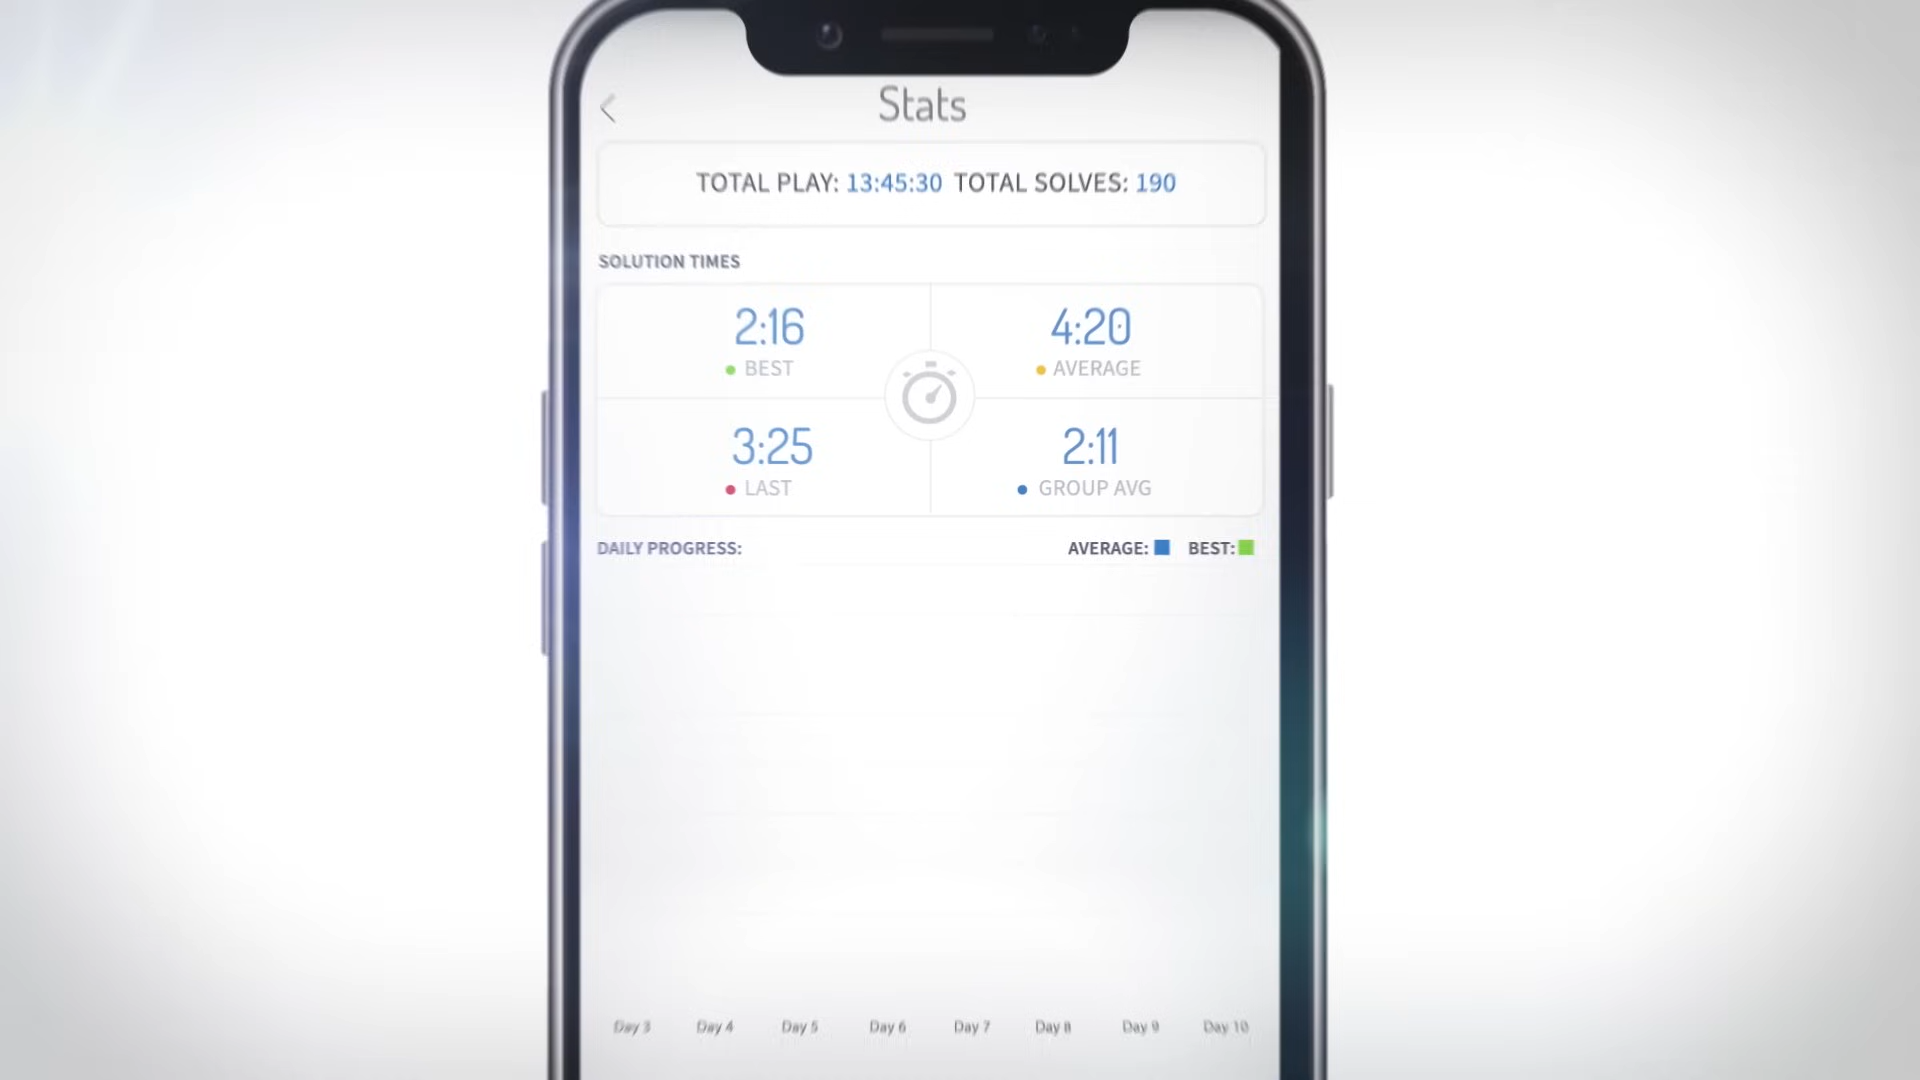 Stats
TOTAL PLAY: 13:45:30 TOTAL SOLVES: 190
SOLUTION TIMES
2:16
BEST
4:20
AVERAGE
3:25
LAST
2:11
GROUP AVG
DAILY PROGRESS: AVERAGE: BEST:
Day 3 Day 4 Day 5 Day 6 Day 7 Day 8 Day 9 Day 10